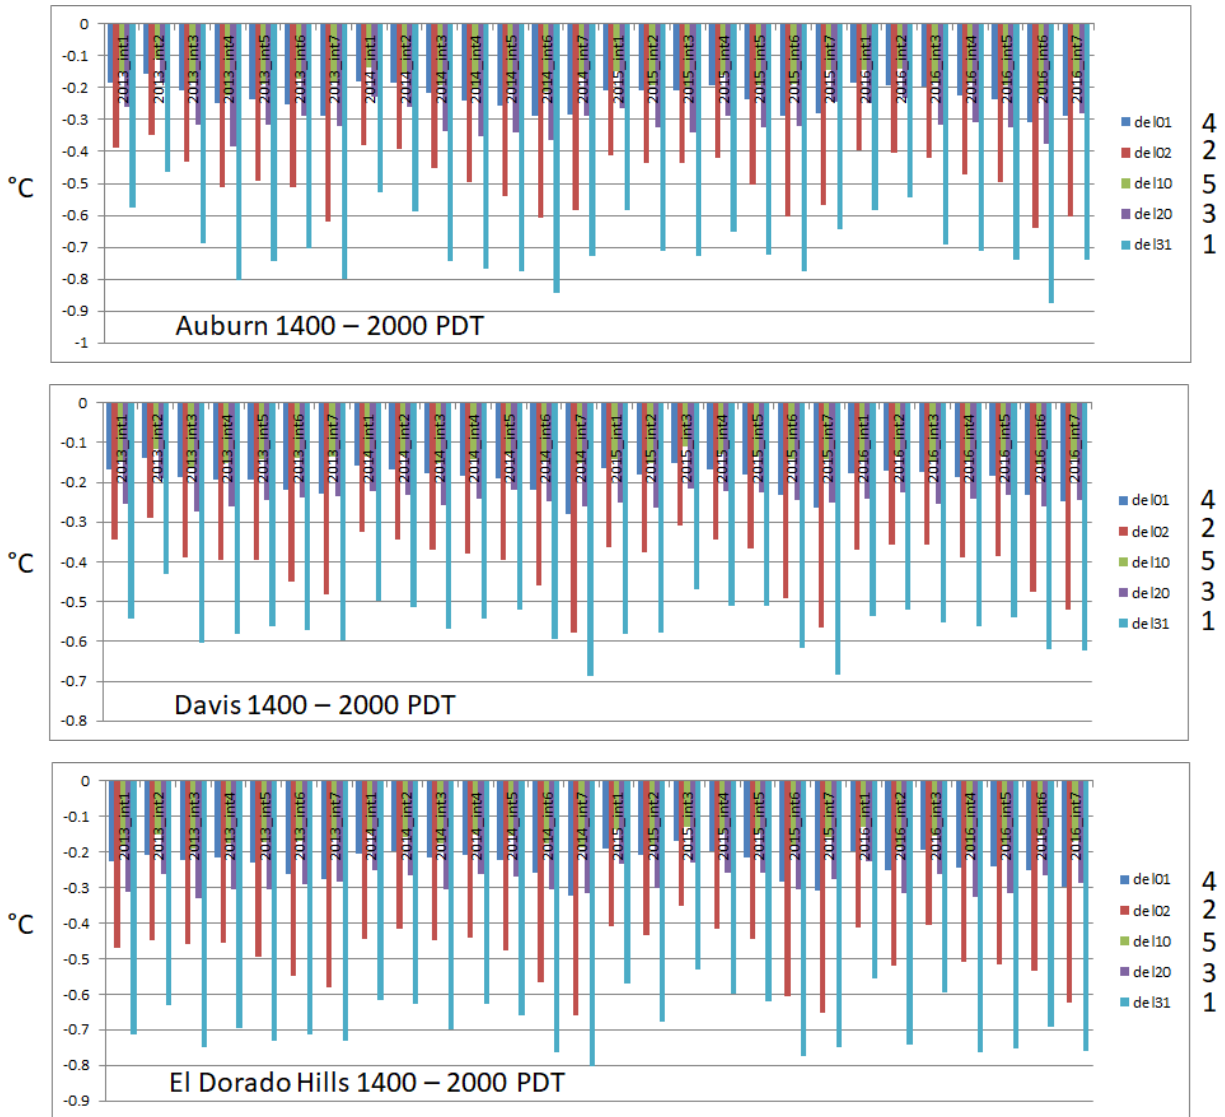 0
-0.1
-0.2
-0.3
-0.4
-0.5
-0.6
-0.7
-0.8
-0.9
-1
°C
2013_int1
2013_int2
2013_int3
2013_int4
2013_int5
2013_int6
2013_int7
2014_int1
2014_int2
2014_int3
2014_int4
2014_int5
2014_int6
2014_int7
2015_int1
2015_int2
2015_int3
2015_int4
2015_int5
2015_int6
2015_int7
2016_int1
2016_int2
2016_int3
2016_int4
2016_int5
2016_int6
2016_int7
Auburn 1400 – 2000 PDT
del01 4
del02 2
del10 5
del20 3
del31 1
0
-0.1
-0.2
-0.3
-0.4
-0.5
-0.6
-0.7
-0.8
°C
2013_int1
2013_int2
2013_int3
2013_int4
2013_int5
2013_int6
2013_int7
2014_int1
2014_int2
2014_int3
2014_int4
2014_int5
2014_int6
2014_int7
2015_int1
2015_int2
2015_int3
2015_int4
2015_int5
2015_int6
2015_int7
2016_int1
2016_int2
2016_int3
2016_int4
2016_int5
2016_int6
2016_int7
Davis 1400 – 2000 PDT
del01 4
del02 2
del10 5
del20 3
del31 1
0
-0.1
-0.2
-0.3
-0.4
-0.5
-0.6
-0.7
-0.8
-0.9
°C
2013_int1
2013_int2
2013_int3
2013_int4
2013_int5
2013_int6
2013_int7
2014_int1
2014_int2
2014_int3
2014_int4
2014_int5
2014_int6
2014_int7
2015_int1
2015_int2
2015_int3
2015_int4
2015_int5
2015_int6
2015_int7
2016_int1
2016_int2
2016_int3
2016_int4
2016_int5
2016_int6
2016_int7
El Dorado Hills 1400 – 2000 PDT
del01 4
del02 2
del10 5
del20 3
del31 1